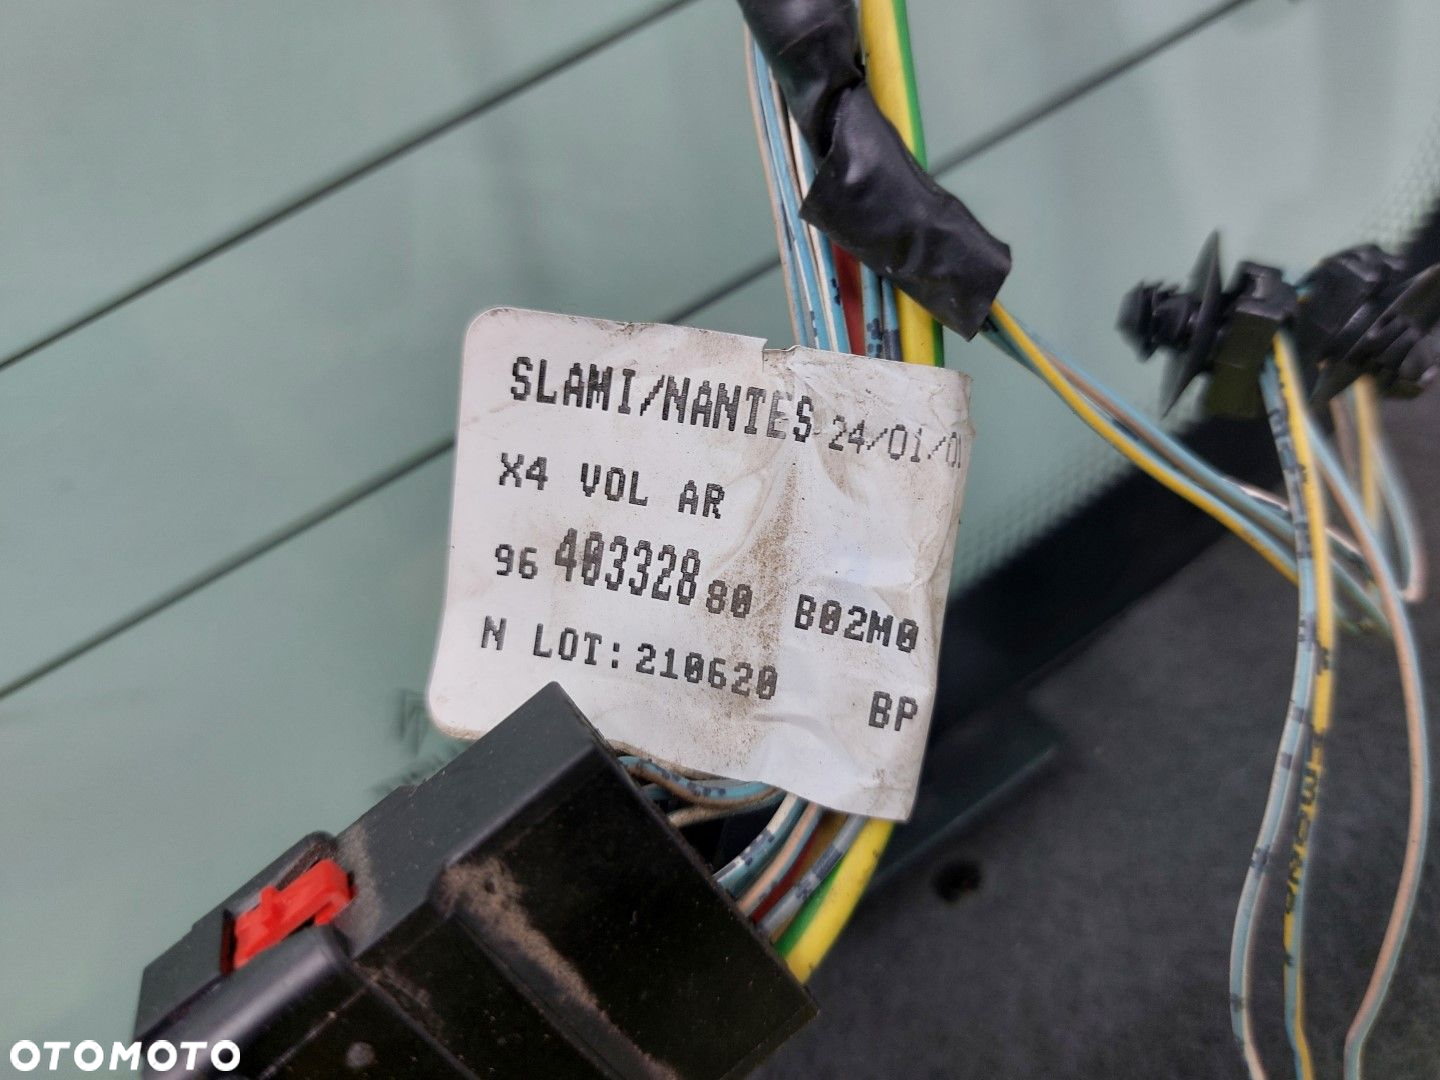 SLAMI/NANTES 24/01/01
X4 VOL AR
96 403328 80 B02M0
N LOT: 210620
BP
OTOMOTO